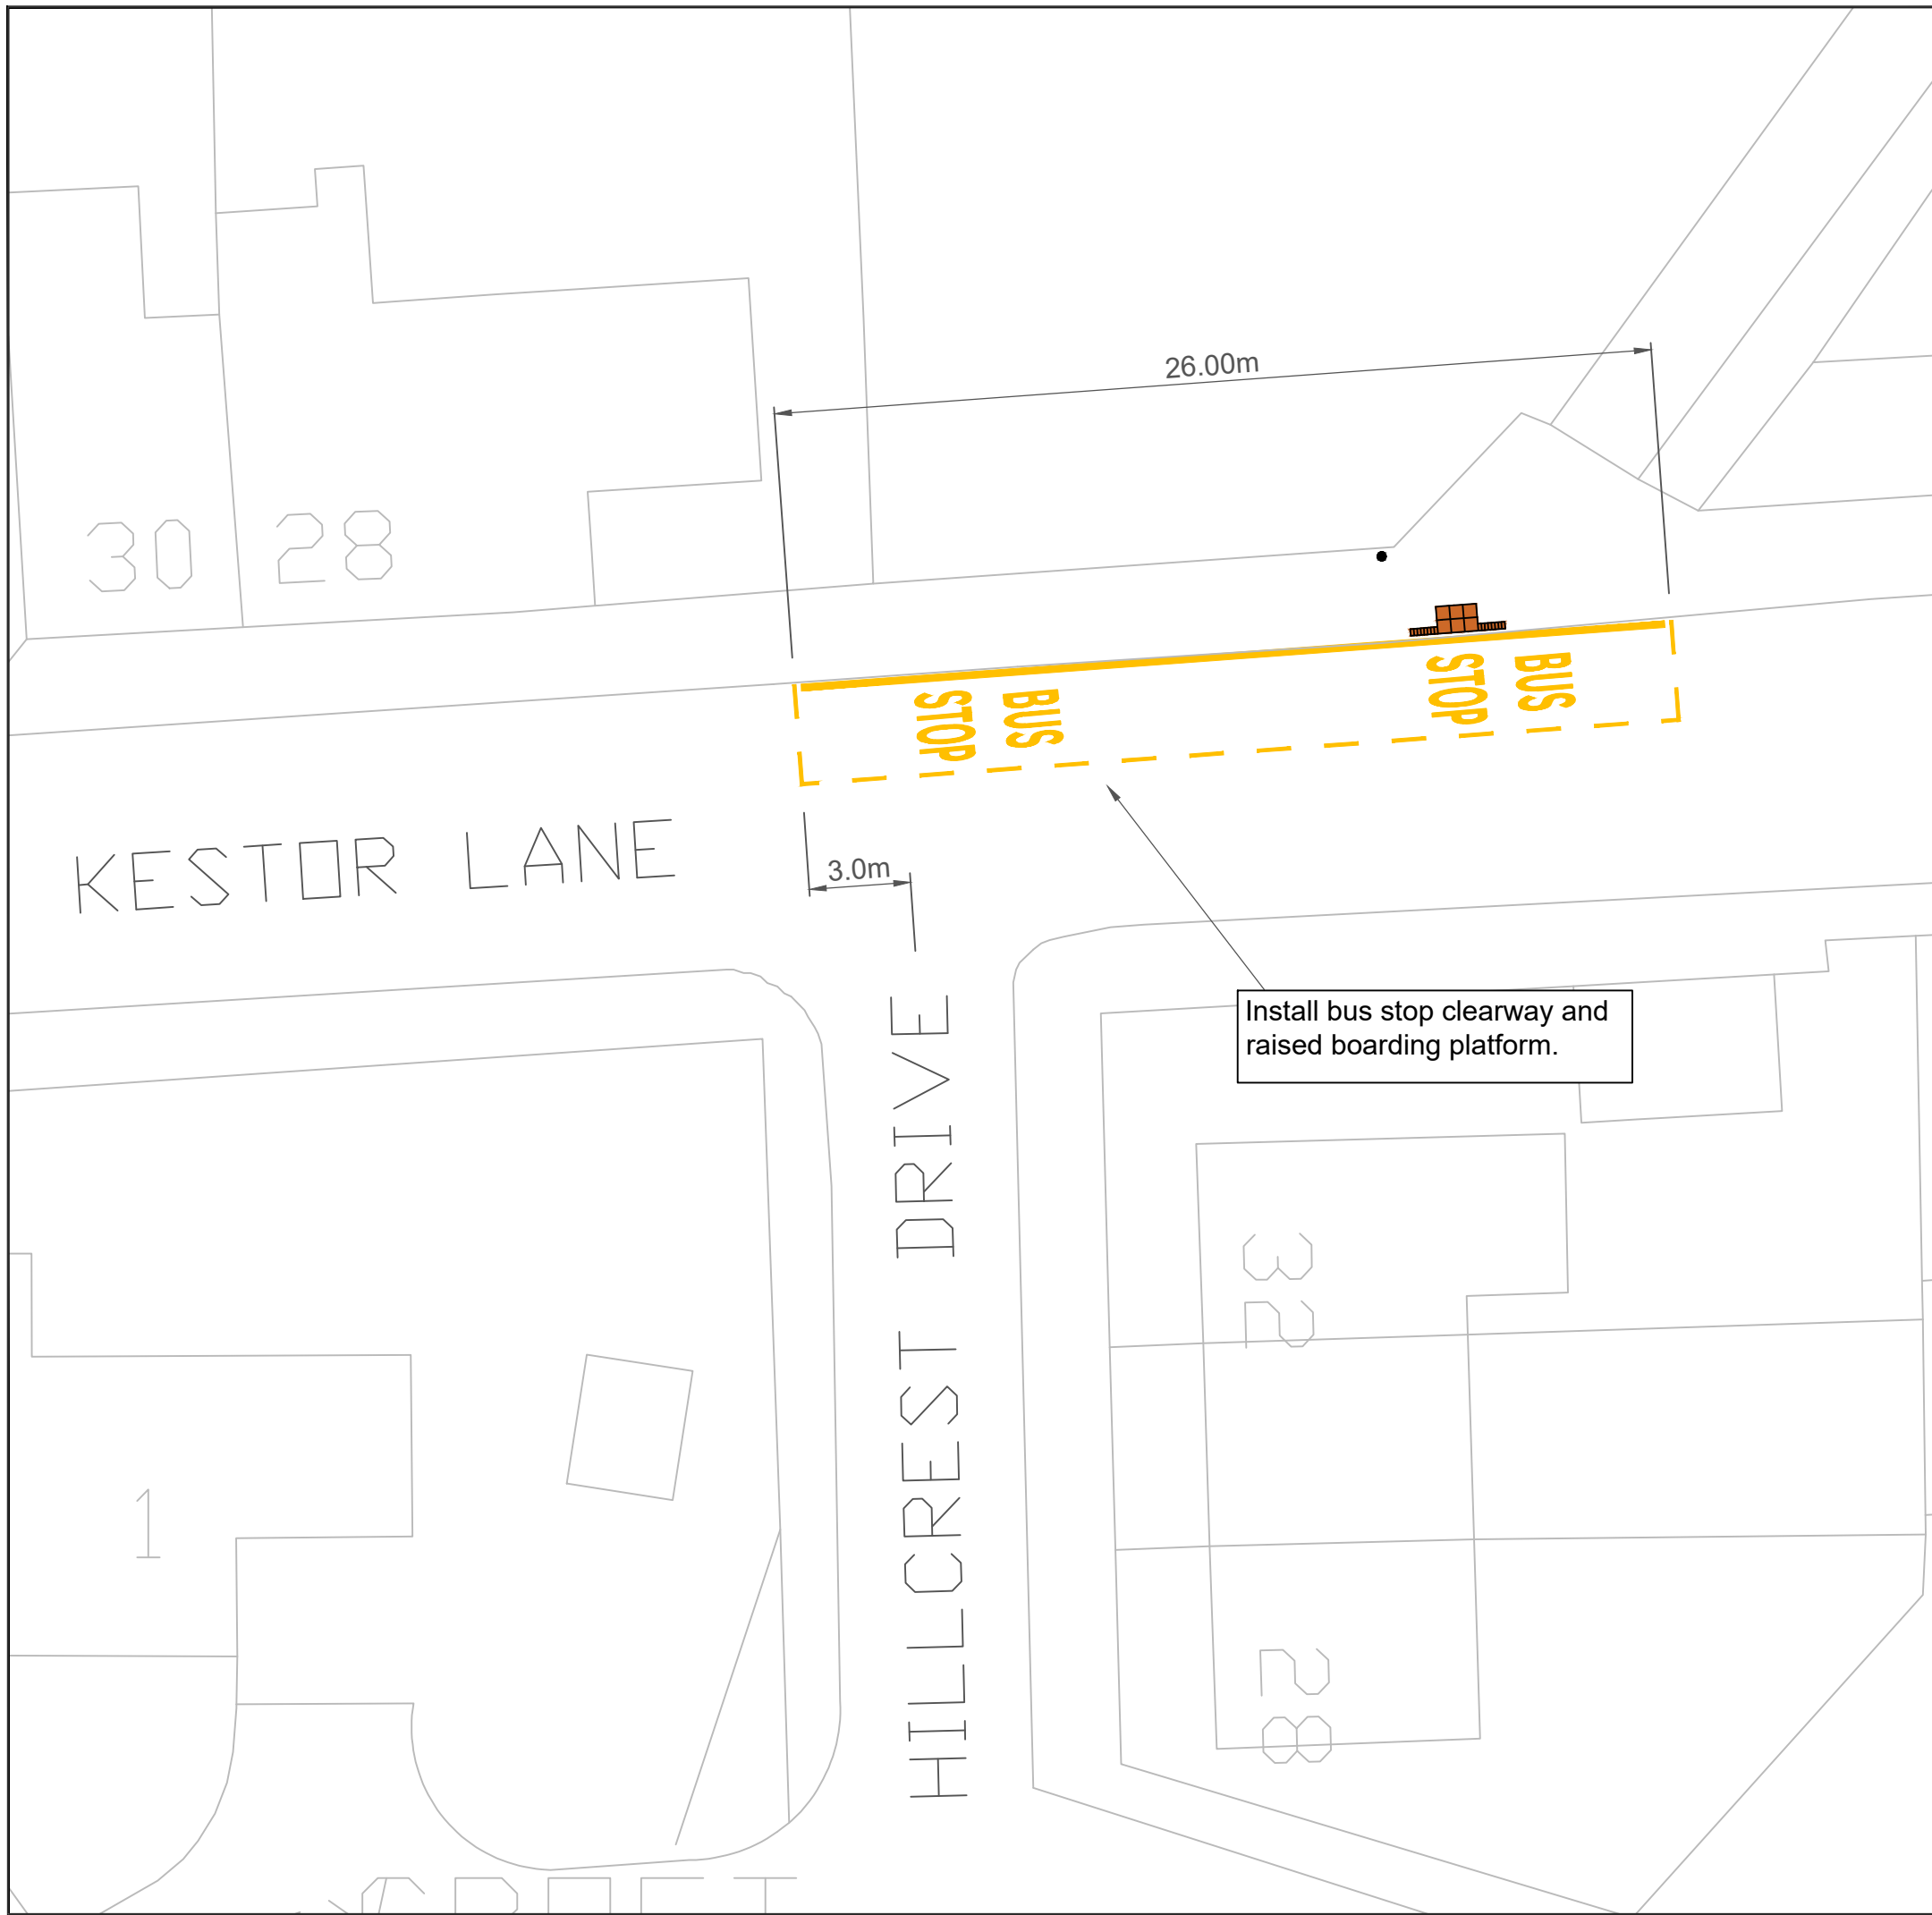 26.00m
30
28
BUS
STOP
BUS
STOP
KESTOR LANE
3.0m
Install bus stop clearway and
raised boarding platform.
HILLCREST DRIVE
23
1
28